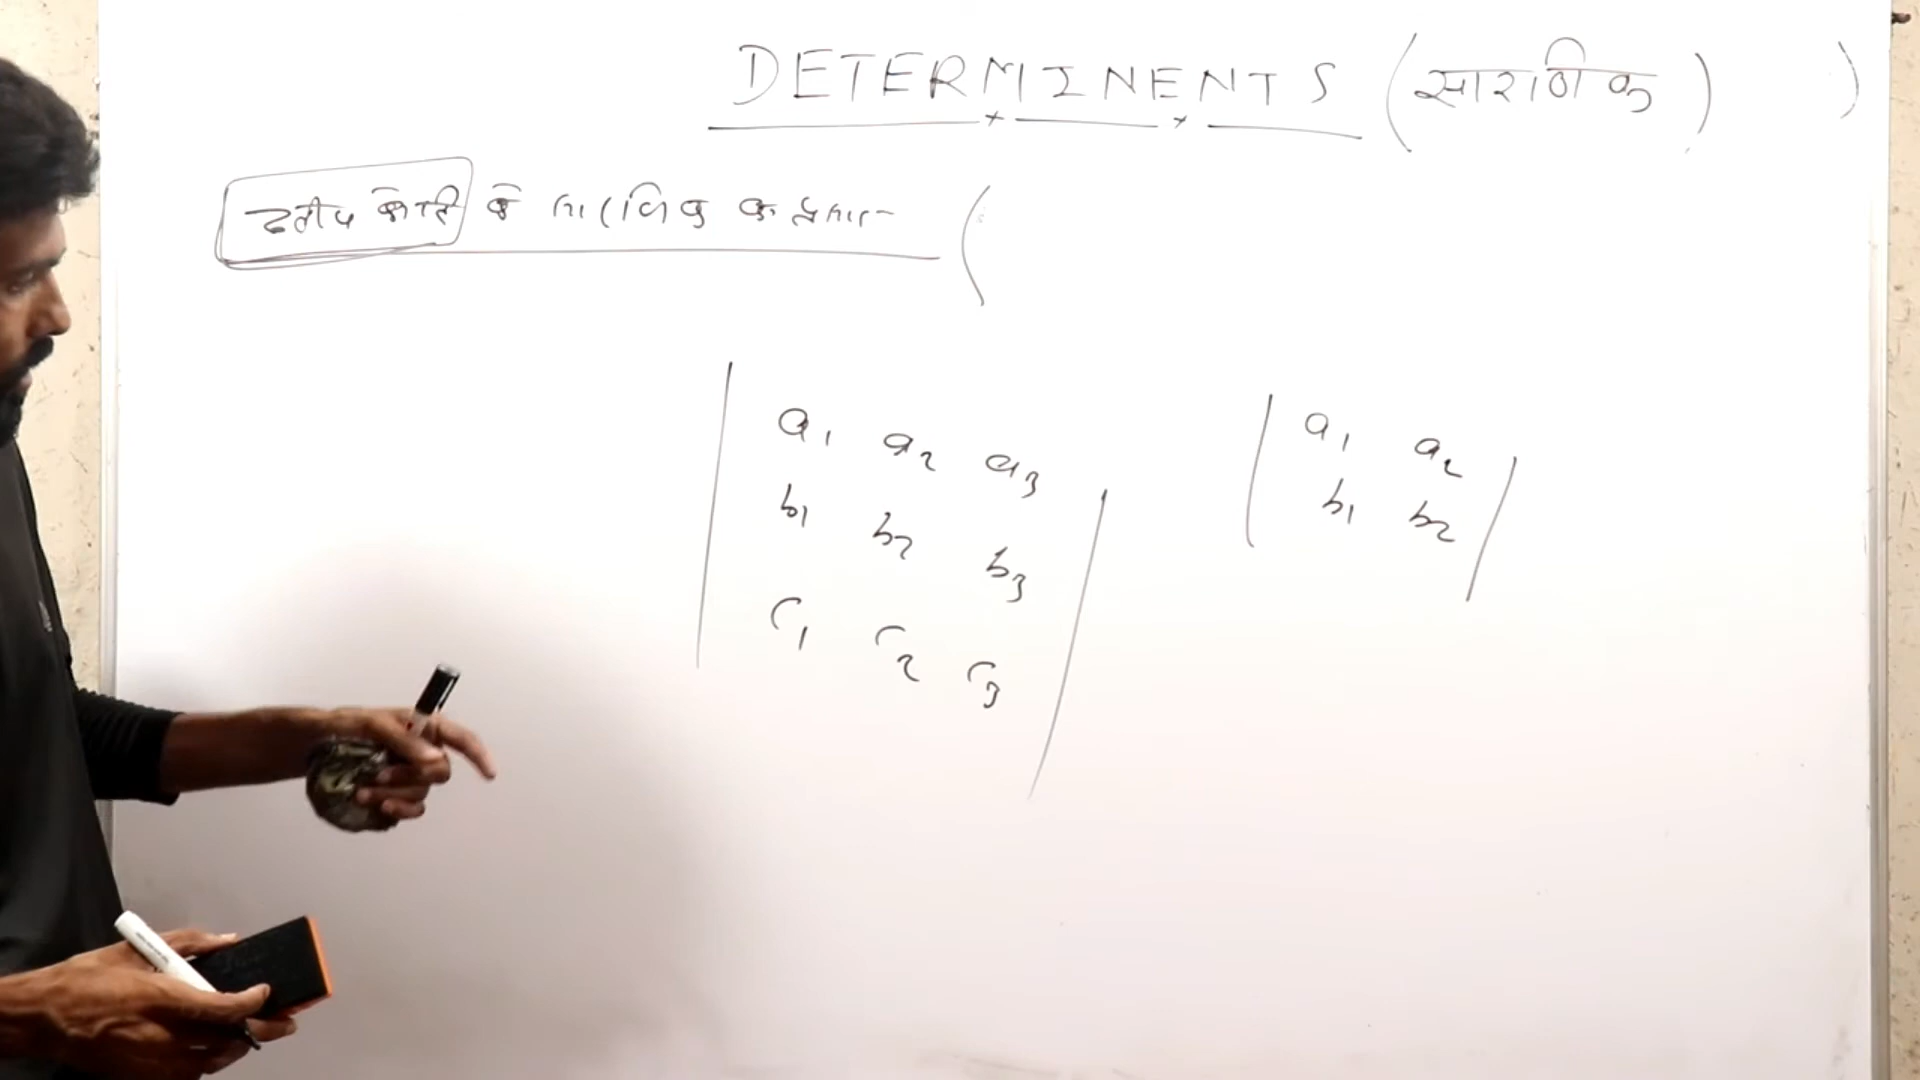 DETERMINENTS (सारणिक) )
तृतीय कोटि के सारणिक का प्रसार (
a₁ a₂ a₃
b₁ b₂ b₃
c₁ c₂ c₃
a₁ a₂
b₁ b₂